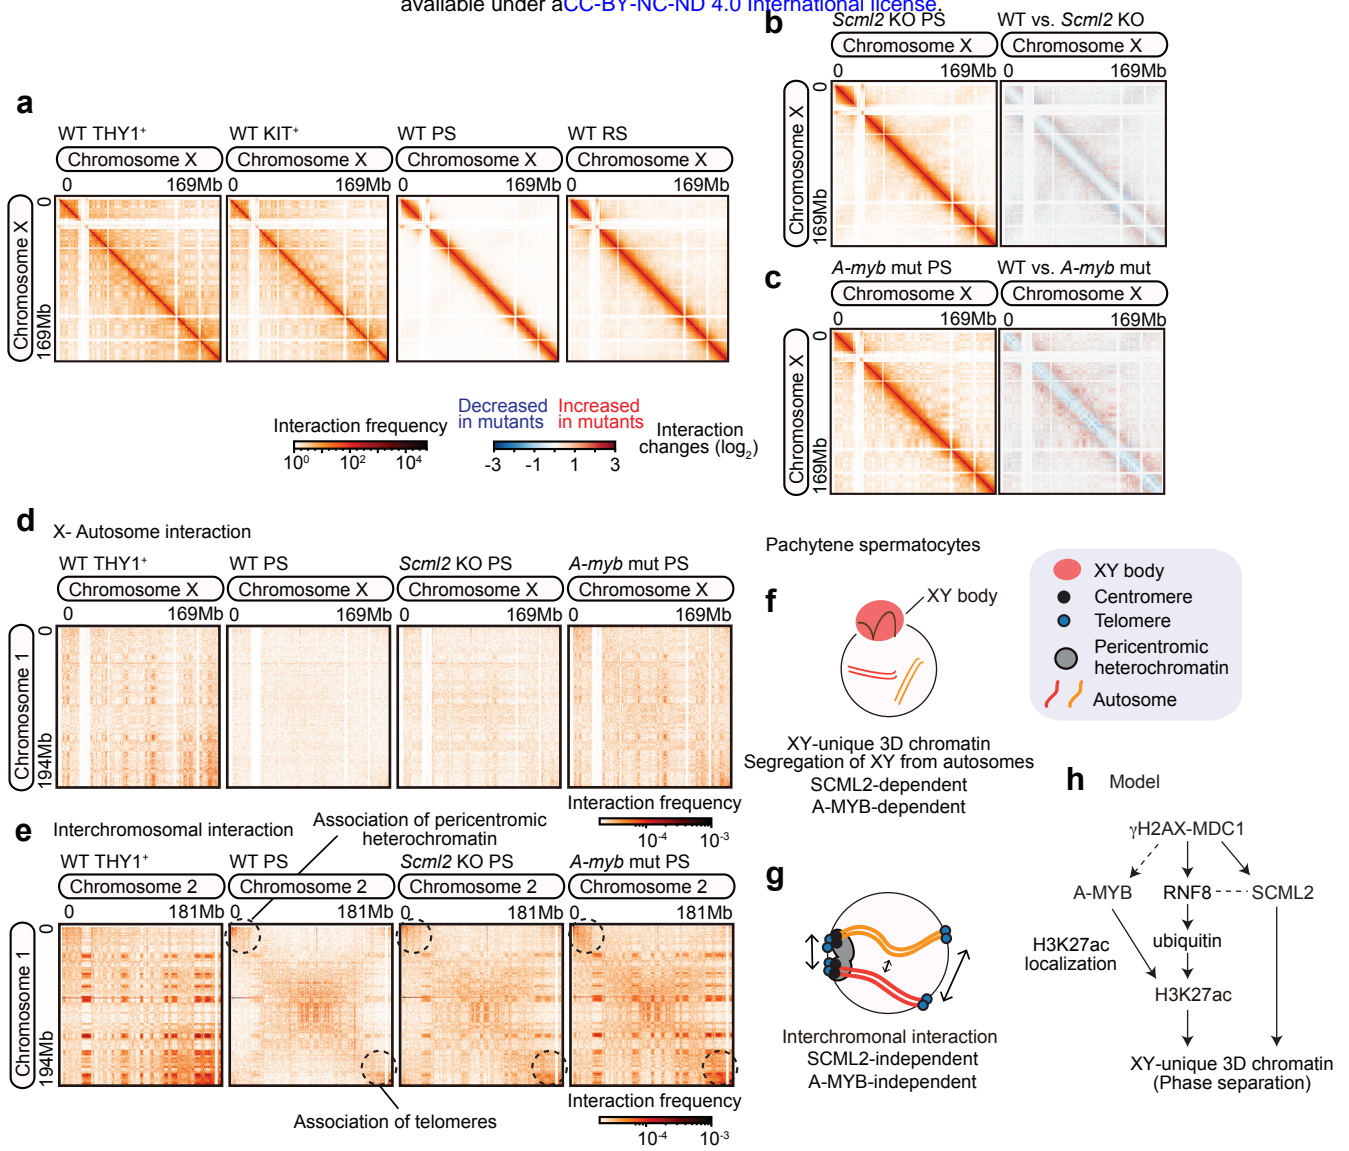 available under aCC-BY-NC-ND 4.0 International license.
a
WT THY1+
WT KIT+
WT PS
WT RS
Chromosome X
Chromosome X
Chromosome X
Chromosome X
0 169Mb
0 169Mb
0 169Mb
0 169Mb
Chromosome X
0
169Mb
Interaction frequency
10⁰ 10² 10⁴
Decreased in mutants
Increased in mutants
-3 -1 1 3
Interaction changes (log₂)
b
Scml2 KO PS
WT vs. Scml2 KO
Chromosome X
Chromosome X
0 169Mb
0 169Mb
Chromosome X
0
169Mb
c
A-myb mut PS
WT vs. A-myb mut
Chromosome X
Chromosome X
0 169Mb
0 169Mb
Chromosome X
0
169Mb
d
X- Autosome interaction
WT THY1+
WT PS
Scml2 KO PS
A-myb mut PS
Chromosome X
Chromosome X
Chromosome X
Chromosome X
0 169Mb
0 169Mb
0 169Mb
0 169Mb
Chromosome 1
0
194Mb
Interaction frequency
10⁻⁴ 10⁻³
e
Interchromosomal interaction
Association of pericentromic
heterochromatin
WT THY1+
WT PS
Scml2 KO PS
A-myb mut PS
Chromosome 2
Chromosome 2
Chromosome 2
Chromosome 2
0 181Mb
0 181Mb
0 181Mb
0 181Mb
Chromosome 1
0
194Mb
Association of telomeres
Interaction frequency
10⁻⁴ 10⁻³
Pachytene spermatocytes
f
XY body
XY-unique 3D chromatin
Segregation of XY from autosomes
SCML2-dependent
A-MYB-dependent
XY body
Centromere
Telomere
Pericentromic
heterochromatin
Autosome
g
Interchromonal interaction
SCML2-independent
A-MYB-independent
h
Model
γH2AX-MDC1
A-MYB
RNF8
SCML2
H3K27ac
localization
ubiquitin
H3K27ac
XY-unique 3D chromatin
(Phase separation)